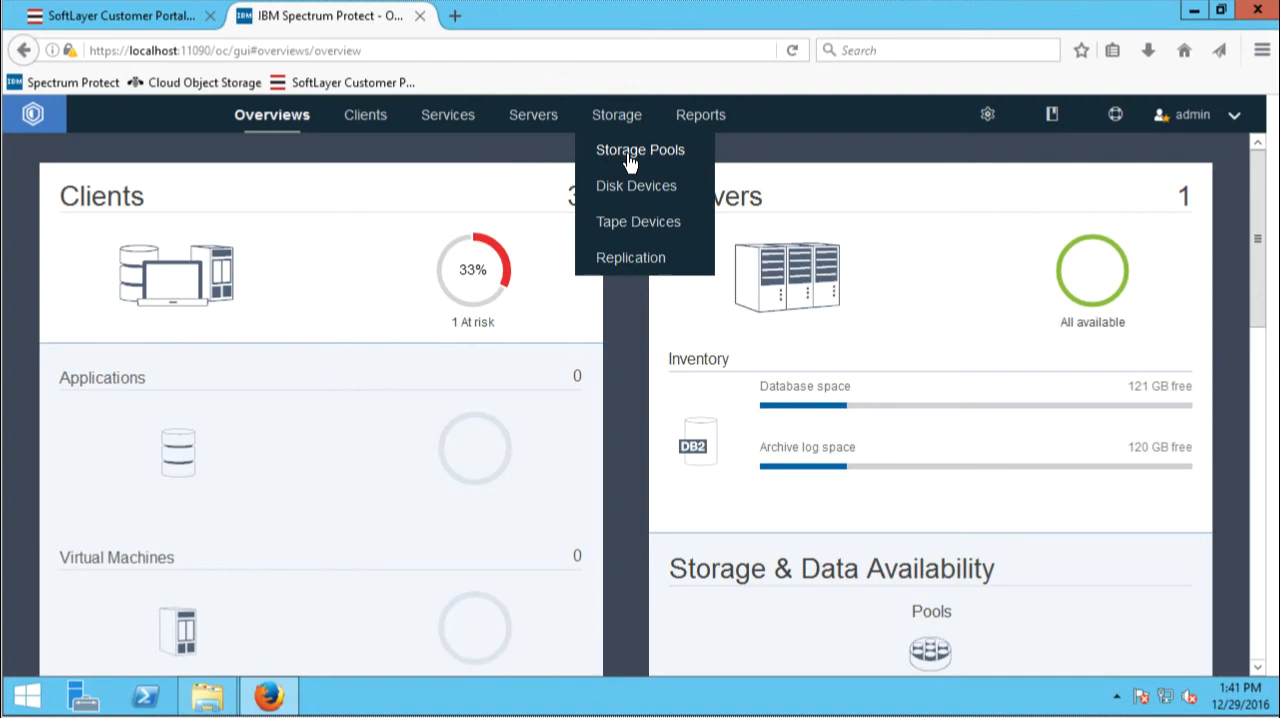 SoftLayer Customer Portal...
IBM IBM Spectrum Protect - O...
https://localhost:11090/oc/gui#overviews/overview
Search
IBM Spectrum Protect
Cloud Object Storage
SoftLayer Customer P...
Overviews
Clients
Services
Servers
Storage
Reports
admin
Storage Pools
Disk Devices
Tape Devices
Replication
Clients
33%
1 At risk
Applications
0
Virtual Machines
0
vers
1
All available
Inventory
Database space
121 GB free
DB2
Archive log space
120 GB free
Storage & Data Availability
Pools
1:41 PM
12/29/2016